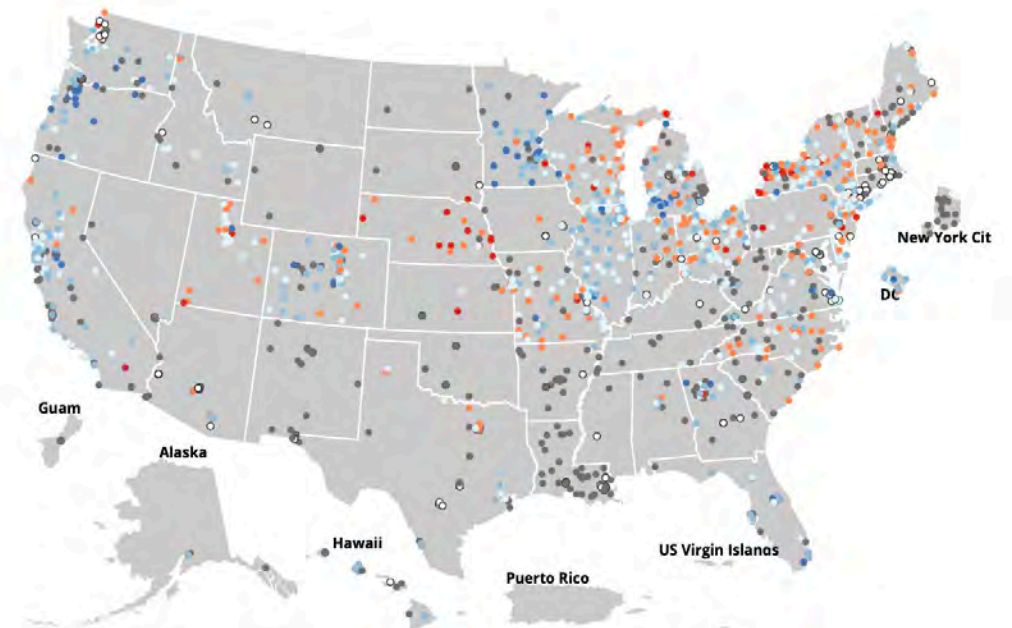 New York Cit
DC
Guam
Alaska
Hawaii
US Virgin Islands
Puerto Rico